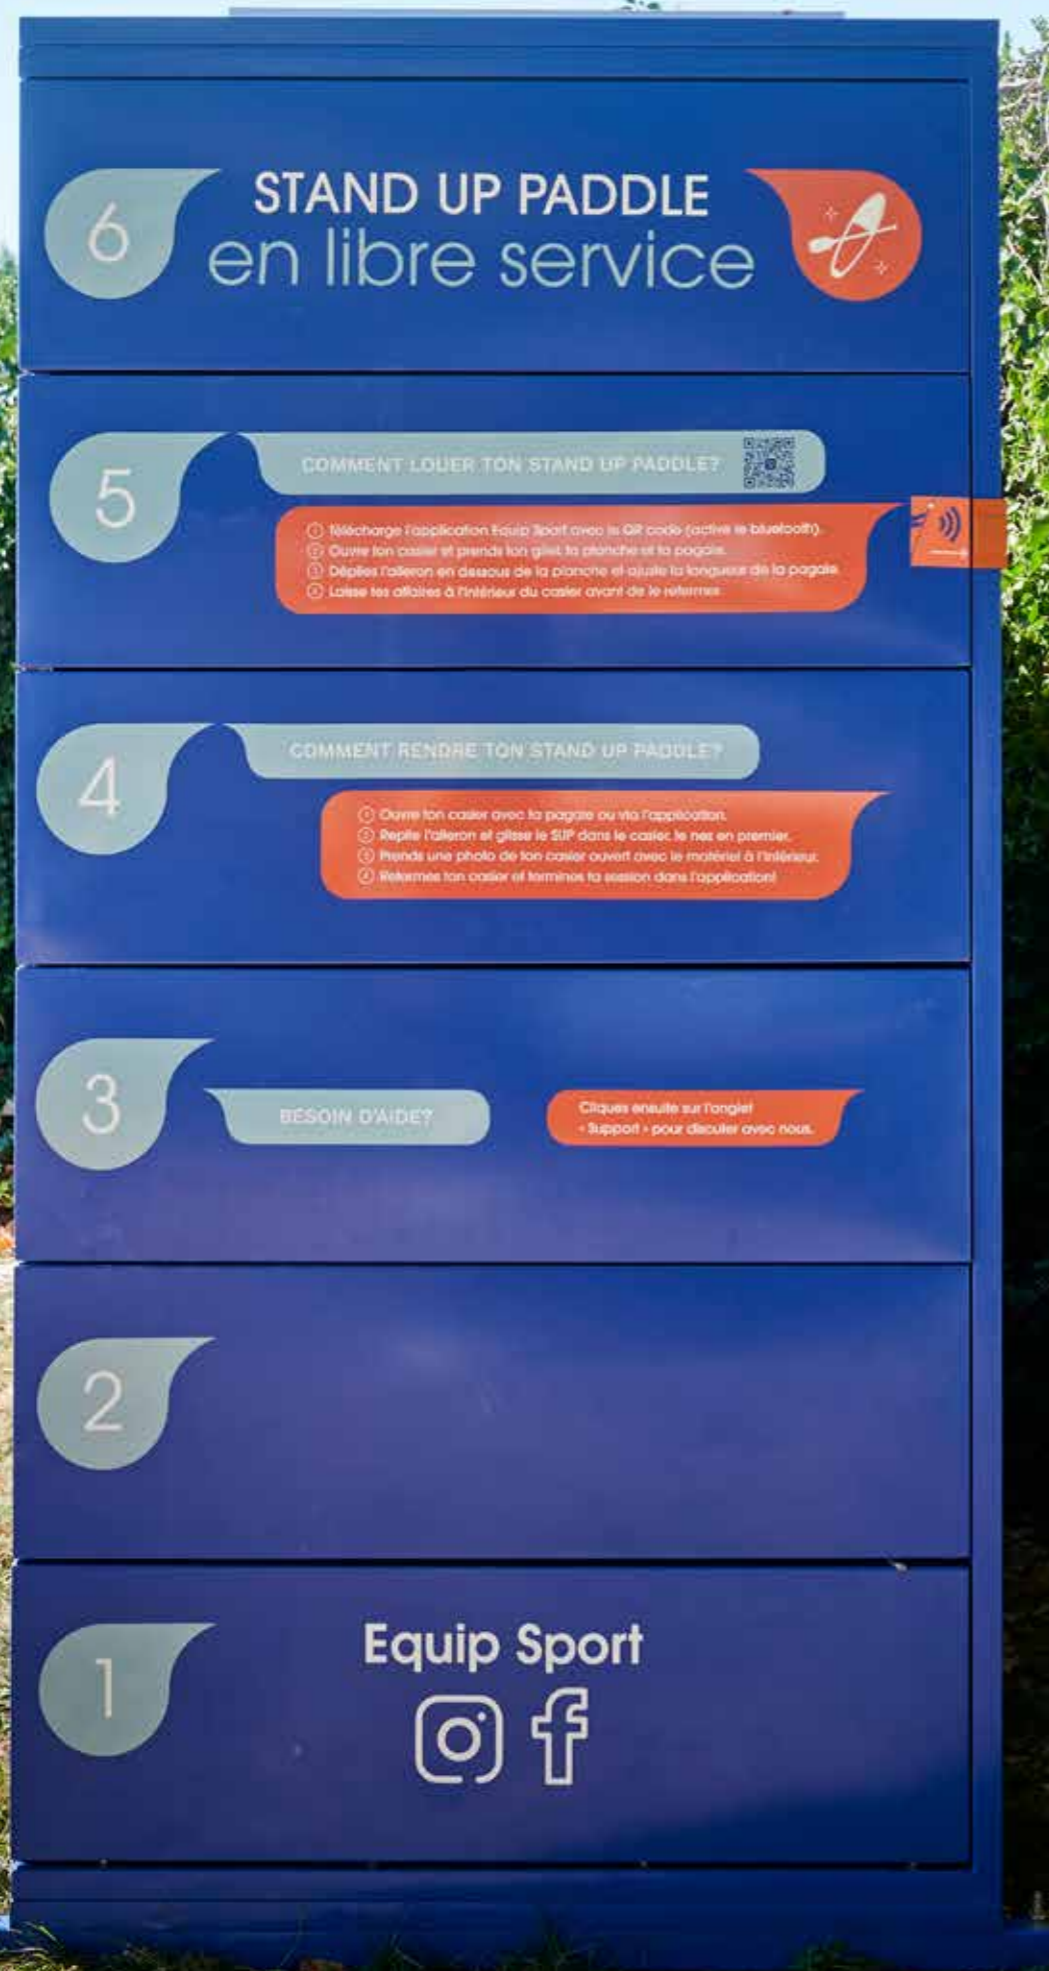 6
STAND UP PADDLE
en libre service
5
COMMENT LOUER TON STAND UP PADDLE?
① Télécharge l'application Equip Sport avec le QR code (active le bluetooth).
② Ouvre ton casier et prends ton gilet, ta planche et ta pagaie.
③ Déplies l'aileron en dessous de la planche et ajuste la longueur de la pagaie.
④ Laisse tes affaires à l'intérieur du casier avant de le refermer.
4
COMMENT RENDRE TON STAND UP PADDLE?
① Ouvre ton casier avec ta pagaie ou via l'application.
② Replie l'aileron et glisse le SUP dans le casier, le nez en premier.
③ Prends une photo de ton casier ouvert avec le matériel à l'intérieur.
④ Refermes ton casier et termines ta session dans l'application!
3
BESOIN D'AIDE?
Cliques ensuite sur l'onglet
« Support » pour discuter avec nous.
2
1
Equip Sport